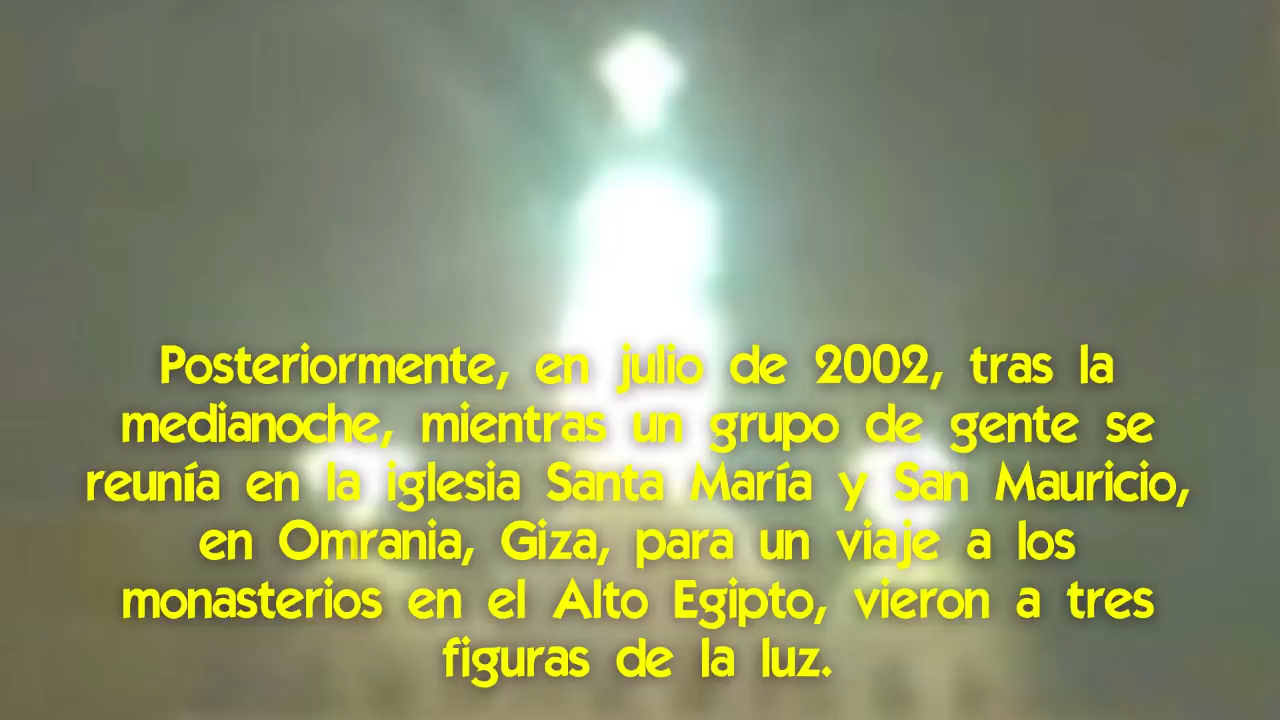 Posteriormente, en julio de 2002, tras la
medianoche, mientras un grupo de gente se
reunía en la iglesia Santa María y San Mauricio,
en Omrania, Giza, para un viaje a los
monasterios en el Alto Egipto, vieron a tres
figuras de la luz.